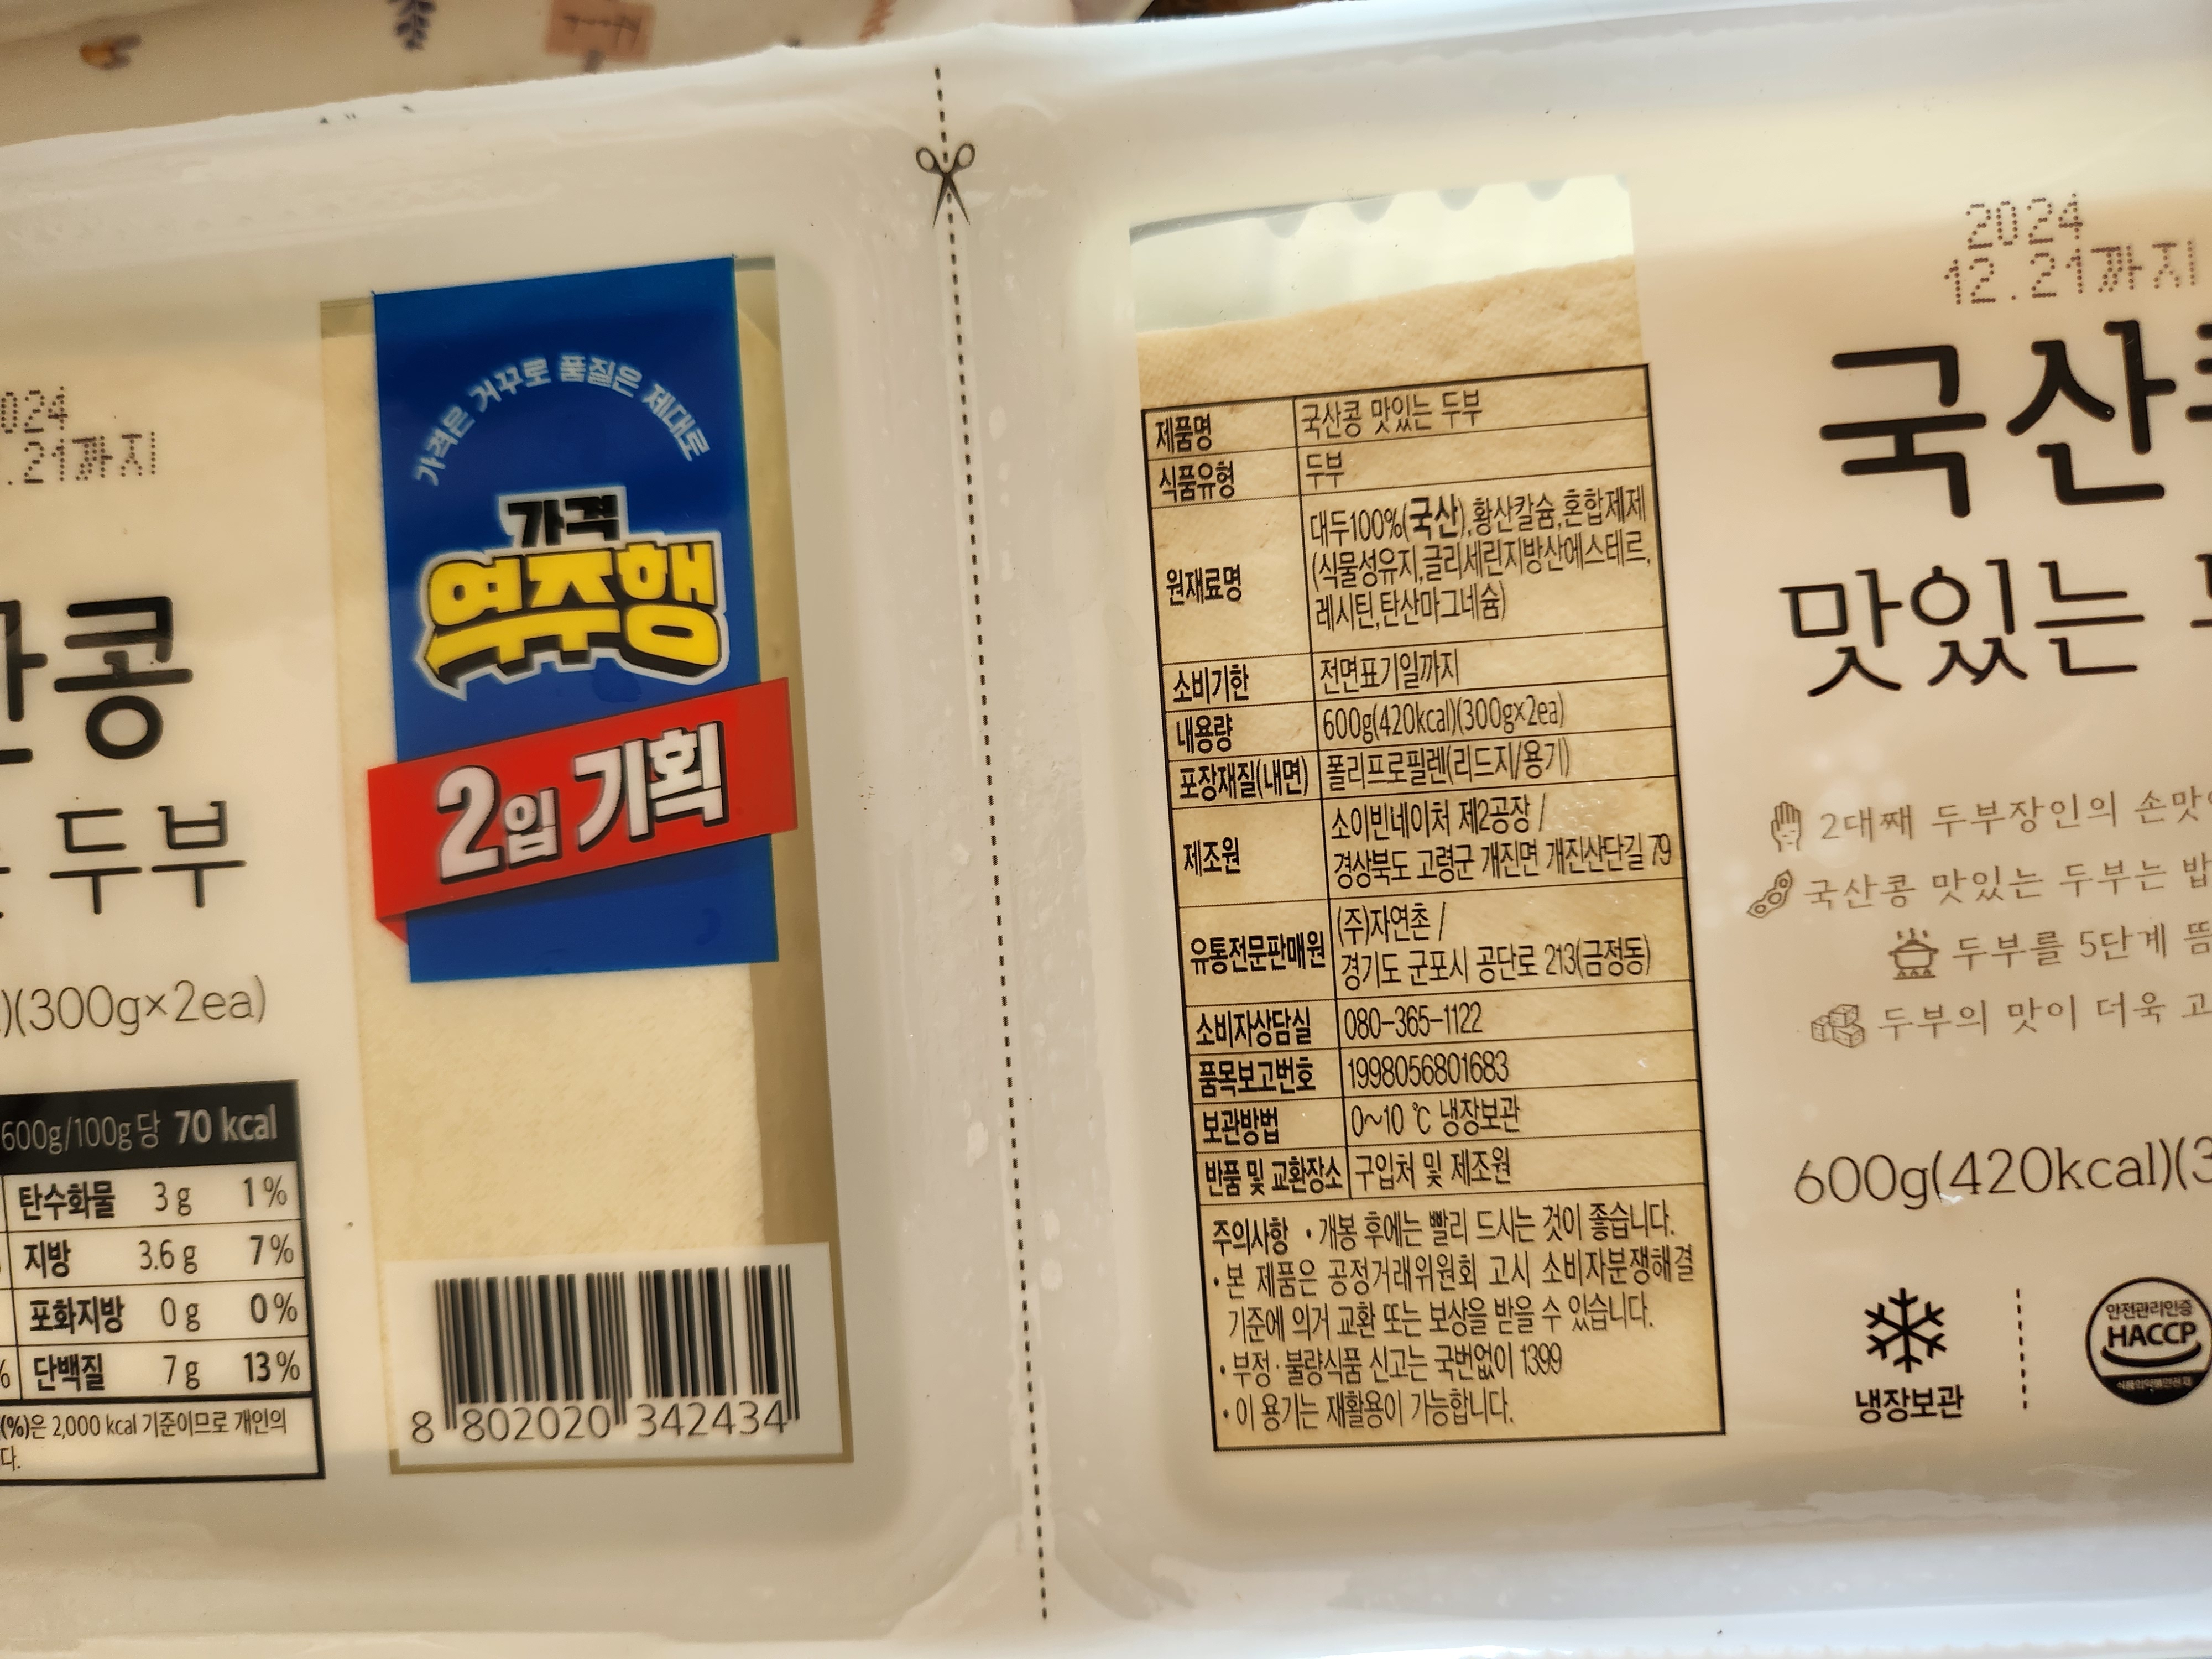 024
.21까지
콩
두부
)(300g×2ea)
600g/100g당 70 kcal
탄수화물 3 g 1 %
지방 3.6 g 7 %
포화지방 0 g 0 %
% 단백질 7 g 13 %
(%)은 2,000 kcal 기준이므로 개인의
다.
가격은 거꾸로 품질은 제대로
가격
역주행
2입 기획
8 802020 342434
제품명 국산콩 맛있는 두부
식품유형 두부
원재료명 대두100%(국산),황산칼슘,혼합제제
(식물성유지,글리세린지방산에스테르,
레시틴,탄산마그네슘)
소비기한 전면표기일까지
내용량 600g(420kcal)(300g×2ea)
포장재질(내면) 폴리프로필렌(리드지/용기)
제조원 소이빈네이처 제2공장 /
경상북도 고령군 개진면 개진산단길 79
유통전문판매원 (주)자연촌 /
경기도 군포시 공단로 213(금정동)
소비자상담실 080-365-1122
품목보고번호 1998056801683
보관방법 0~10 ℃ 냉장보관
반품 및 교환장소 구입처 및 제조원
주의사항 • 개봉 후에는 빨리 드시는 것이 좋습니다.
• 본 제품은 공정거래위원회 고시 소비자분쟁해결
기준에 의거 교환 또는 보상을 받을 수 있습니다.
• 부정·불량식품 신고는 국번없이 1399
• 이 용기는 재활용이 가능합니다.
2024
12.21까지
국산
맛있는
2대째 두부장인의 손맛
국산콩 맛있는 두부는 밥
두부를 5단계 뜸
두부의 맛이 더욱 고
600g(420kcal)(3
냉장보관
안전관리인증
HACCP